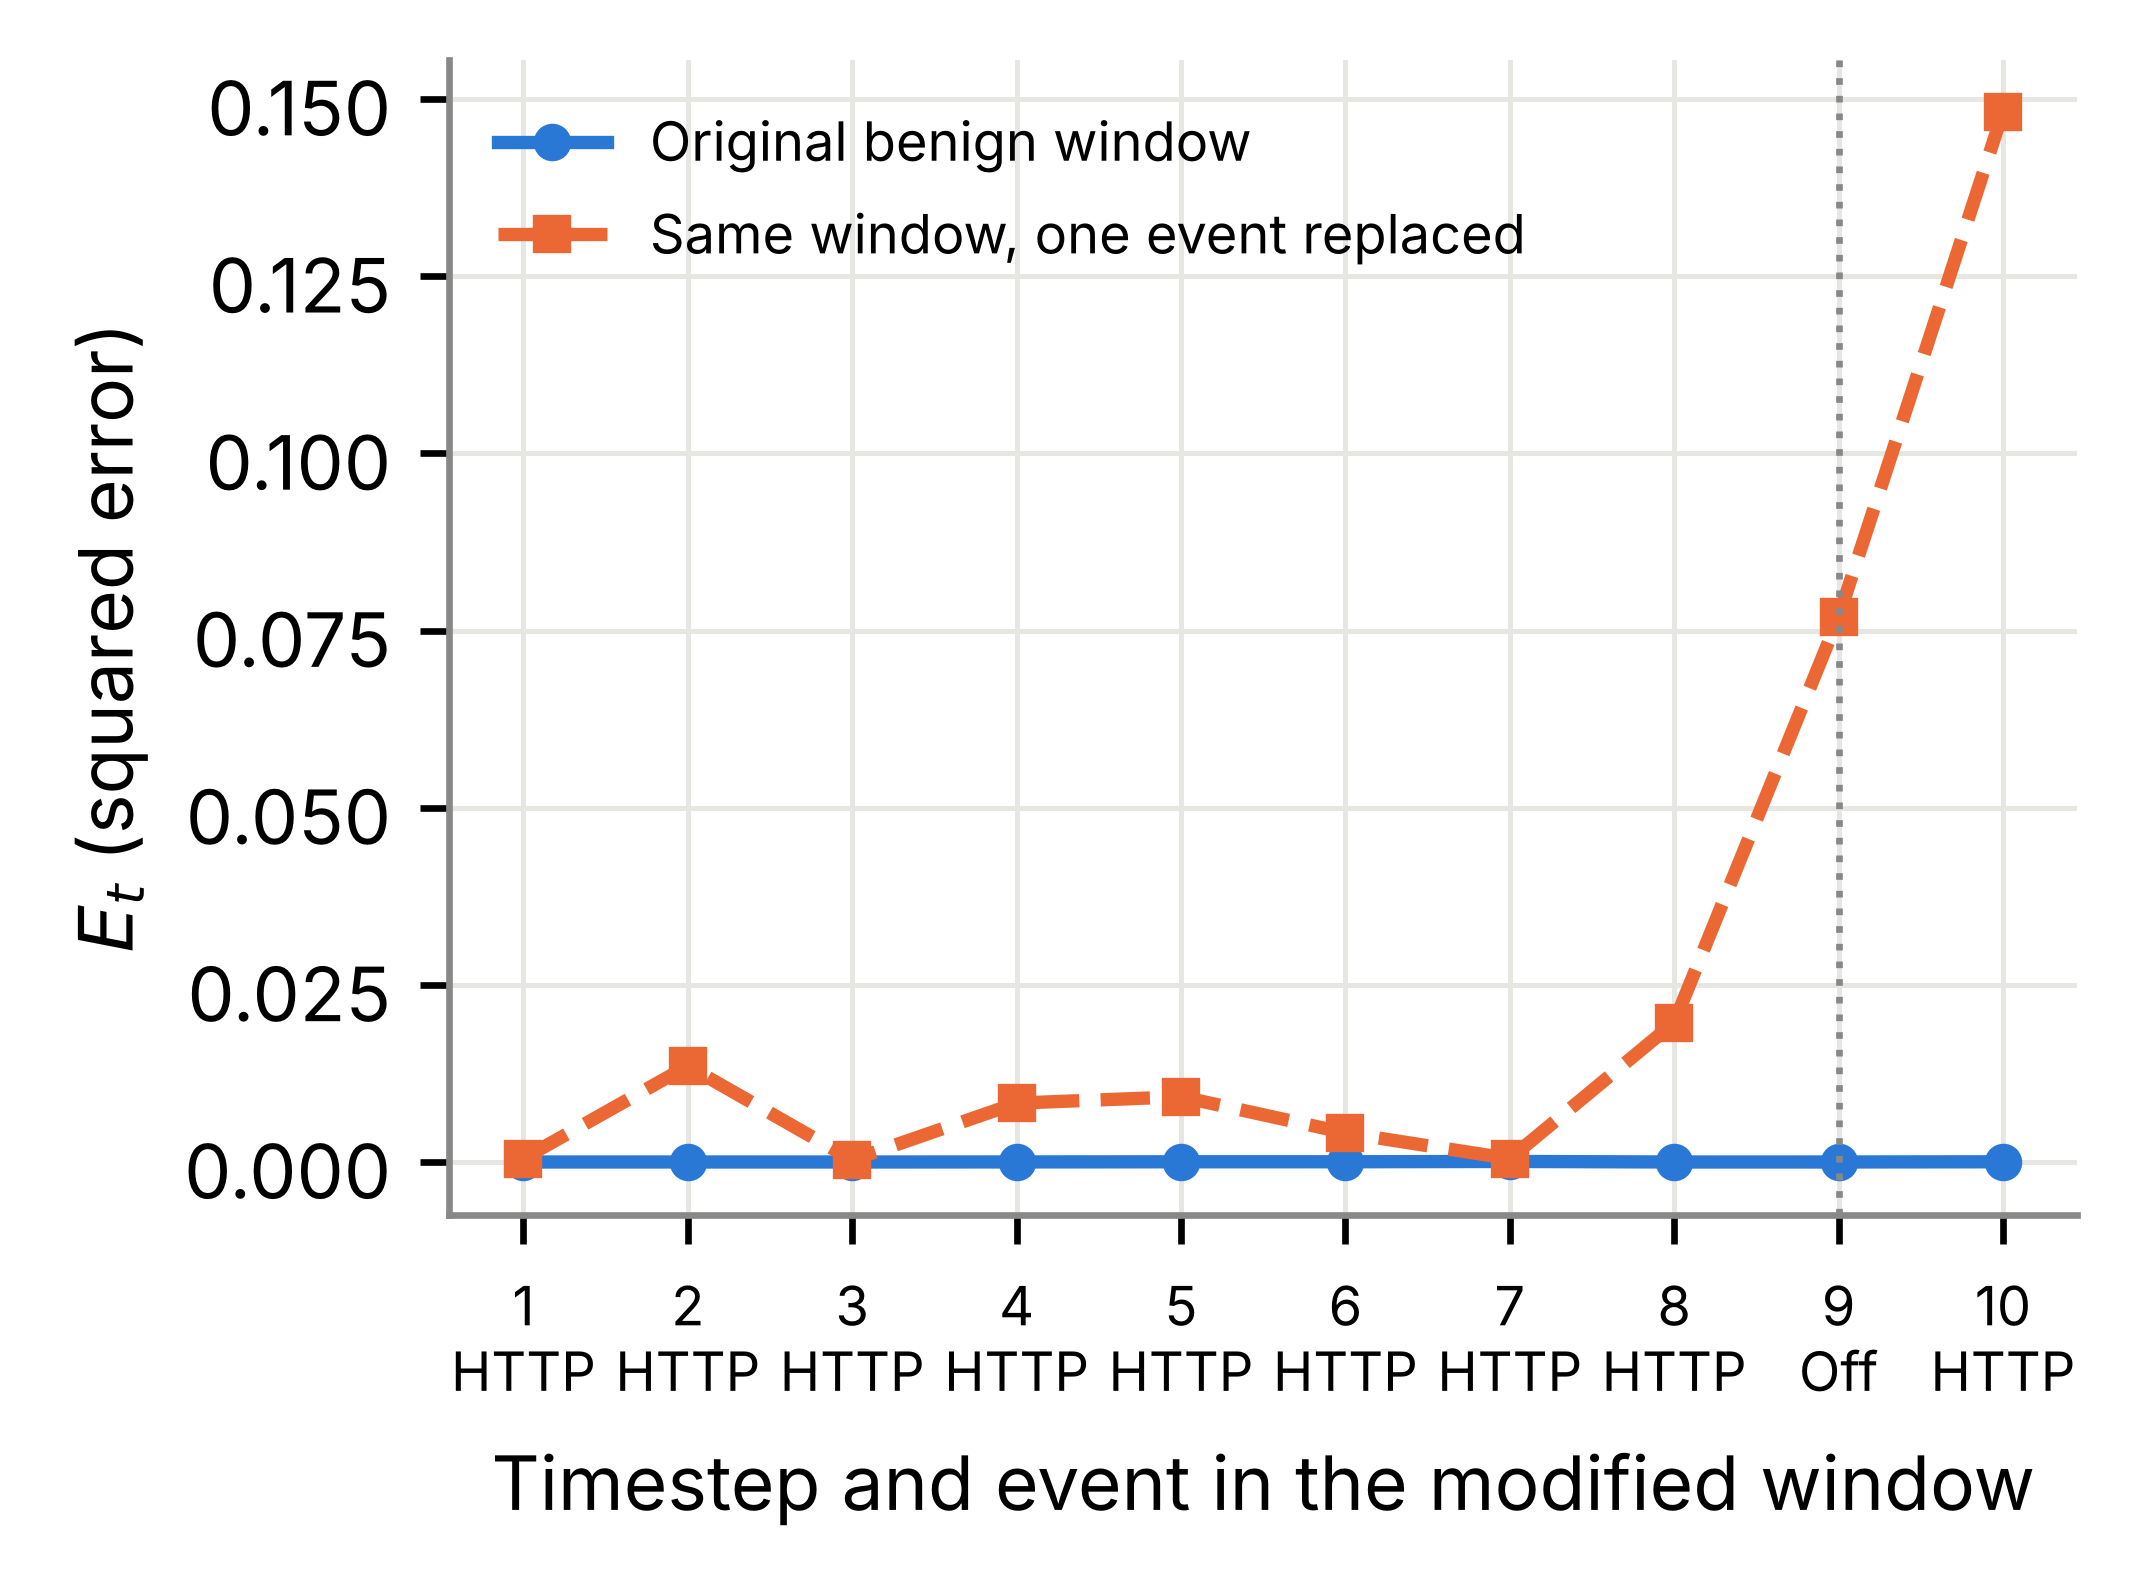 0.150
0.125
0.100
0.075
0.050
0.025
0.000
E_t (squared error)
Original benign window
Same window, one event replaced
1 2 3 4 5 6 7 8 9 10
HTTP HTTP HTTP HTTP HTTP HTTP HTTP HTTP Off HTTP
Timestep and event in the modified window